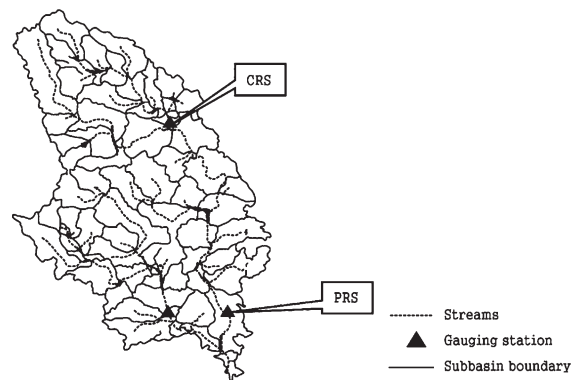 CRS
PRS
Streams
Gauging station
Subbasin boundary